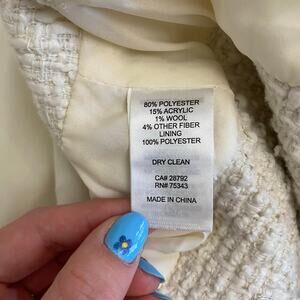 80% POLYESTER
15% ACRYLIC
1% WOOL
4% OTHER FIBER
LINING
100% POLYESTER
DRY CLEAN
CA# 28792
RN# 75343
MADE IN CHINA